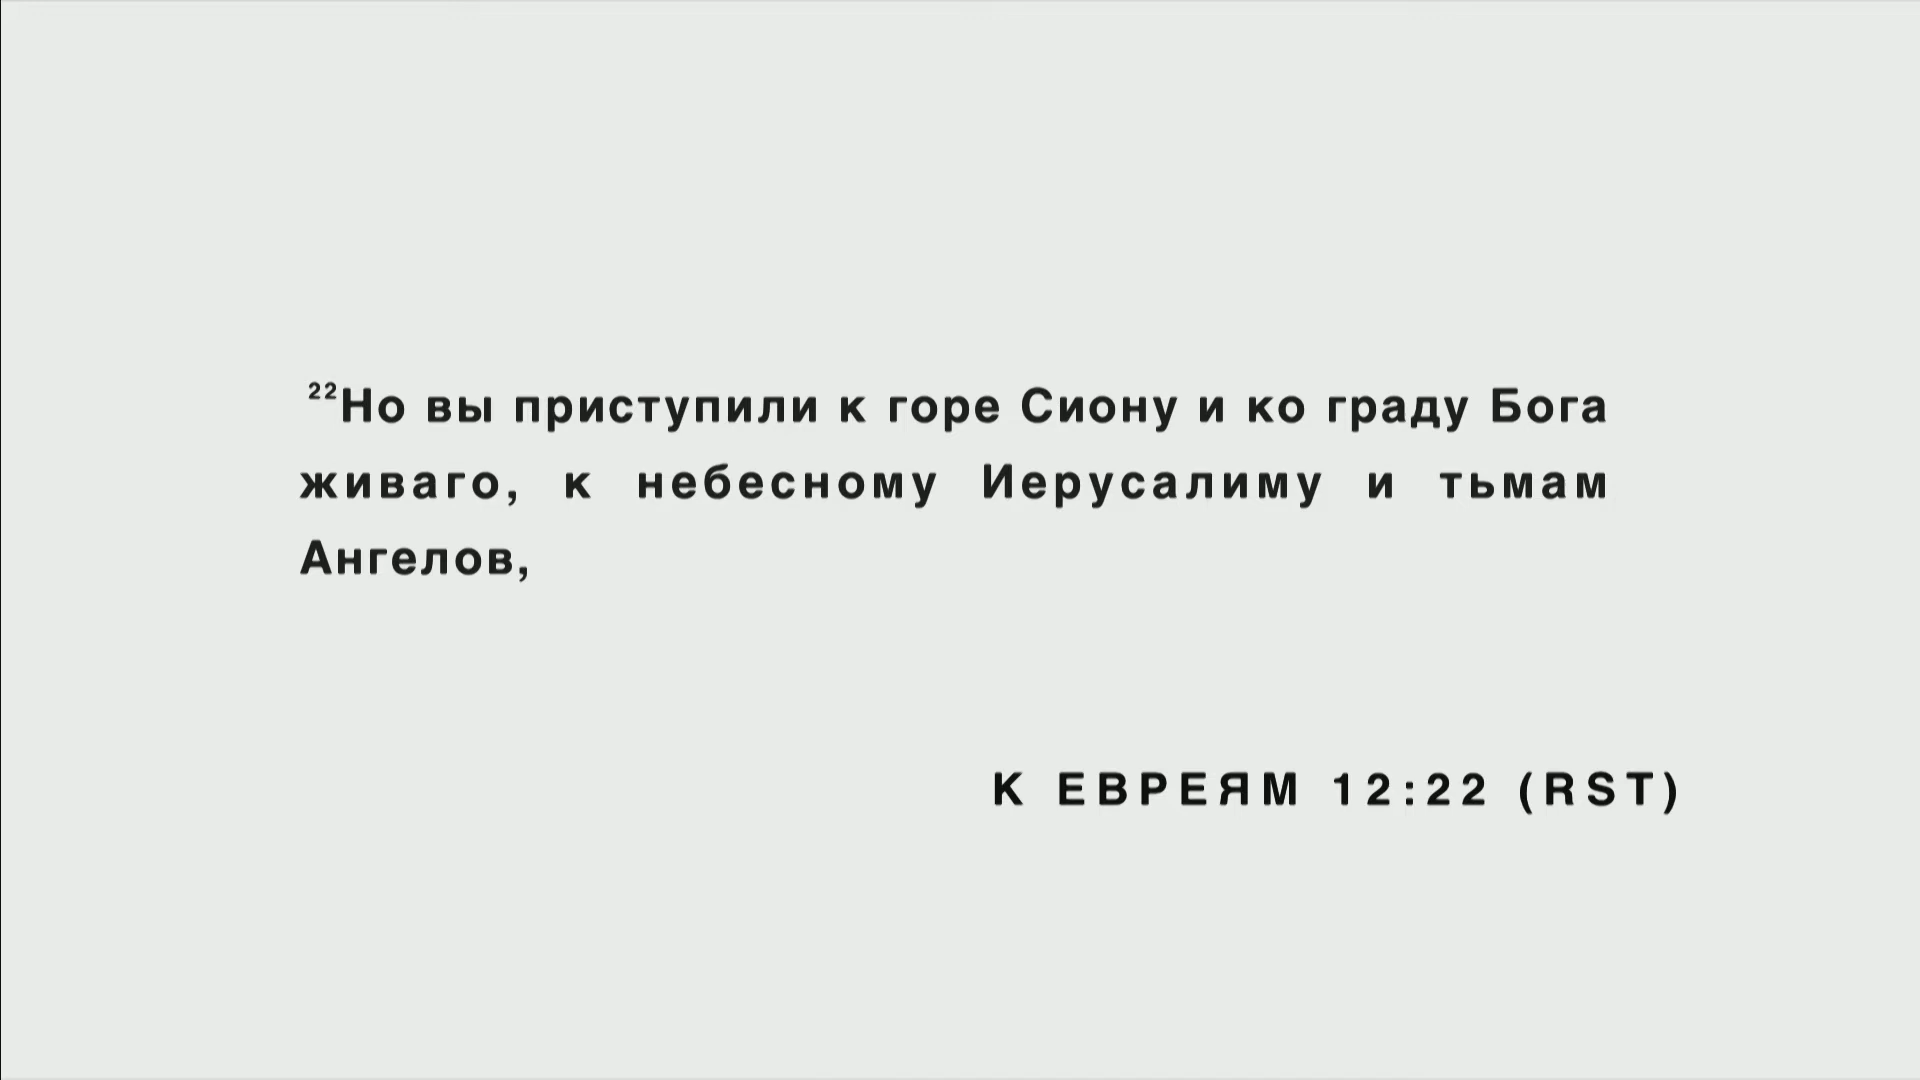 ²²Но вы приступили к горе Сиону и ко граду Бога
живаго, к небесному Иерусалиму и тьмам
Ангелов,
К ЕВРЕЯМ 12:22 (RST)